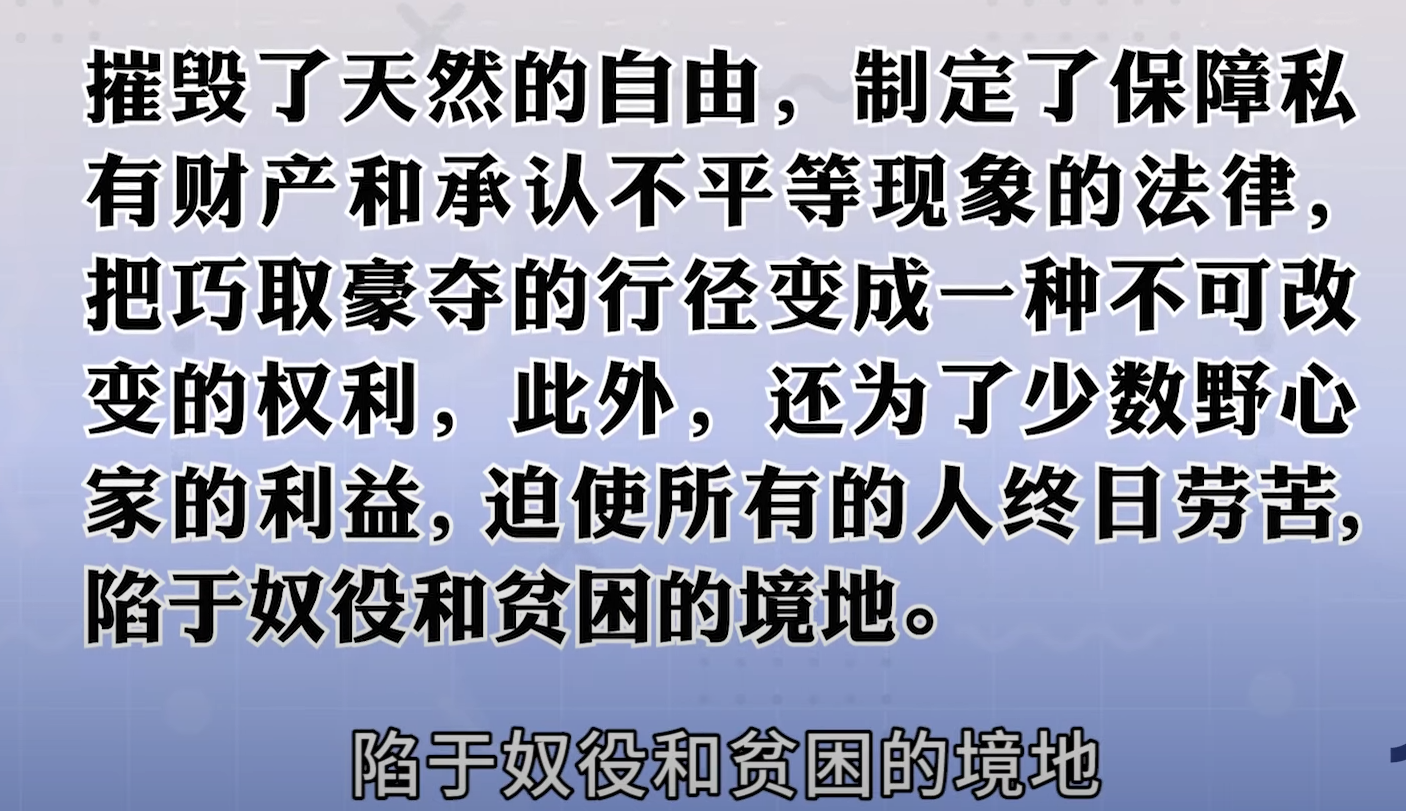 摧毁了天然的自由，制定了保障私
有财产和承认不平等现象的法律，
把巧取豪夺的行径变成一种不可改
变的权利，此外，还为了少数野心
家的利益，迫使所有的人终日劳苦，
陷于奴役和贫困的境地。
陷于奴役和贫困的境地